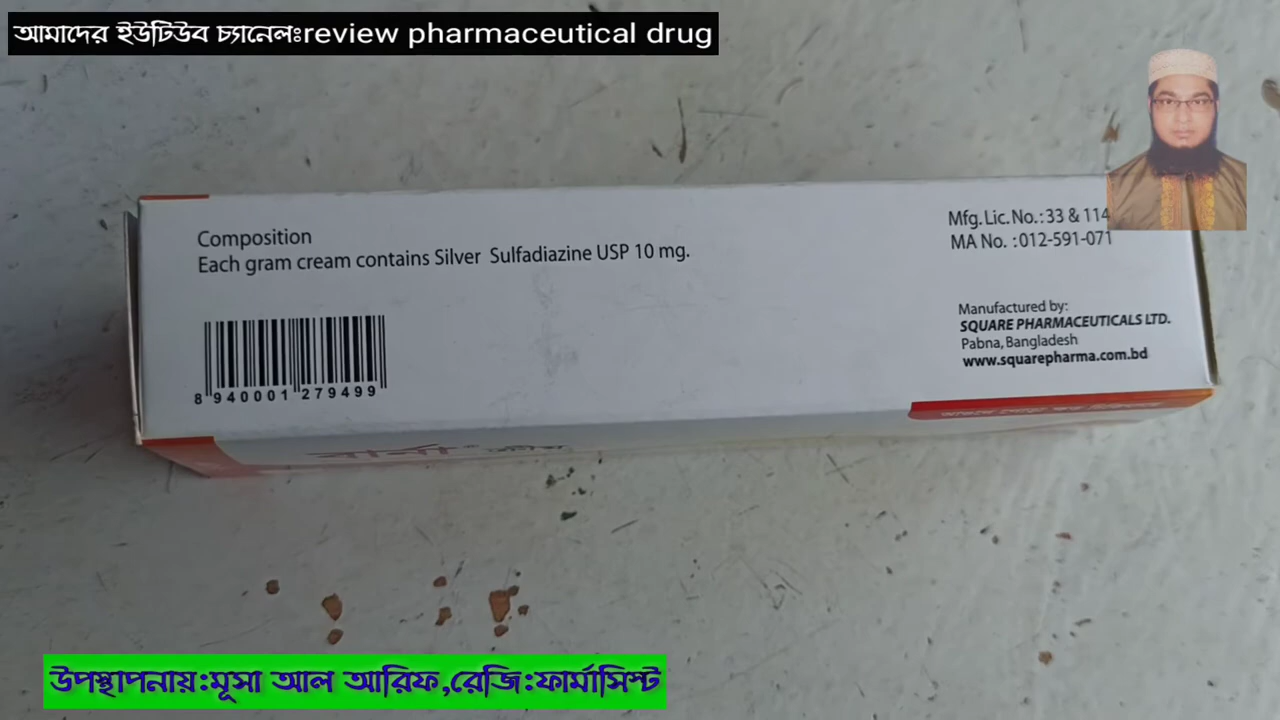 আমাদের ইউটিউব চ্যানেলঃreview pharmaceutical drug
Composition
Each gram cream contains Silver Sulfadiazine USP 10 mg.
Mfg. Lic. No. : 33 & 114
MA No. : 012-591-071
8 940001 279499
Manufactured by:
SQUARE PHARMACEUTICALS LTD.
Pabna, Bangladesh
www.squarepharma.com.bd
বার্না
উপস্থাপনায়:মূসা আল আরিফ,রেজি:ফার্মাসিস্ট